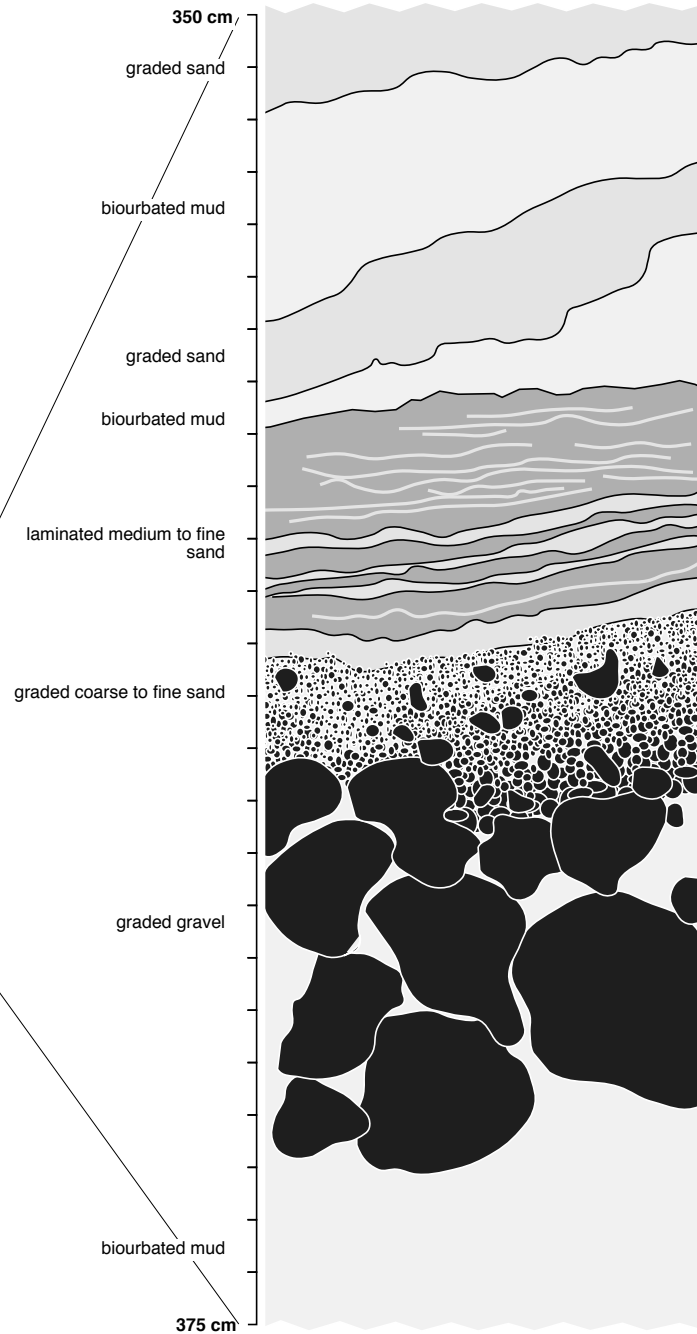 350 cm
graded sand
biourbated mud
graded sand
biourbated mud
laminated medium to fine
sand
graded coarse to fine sand
graded gravel
biourbated mud
375 cm